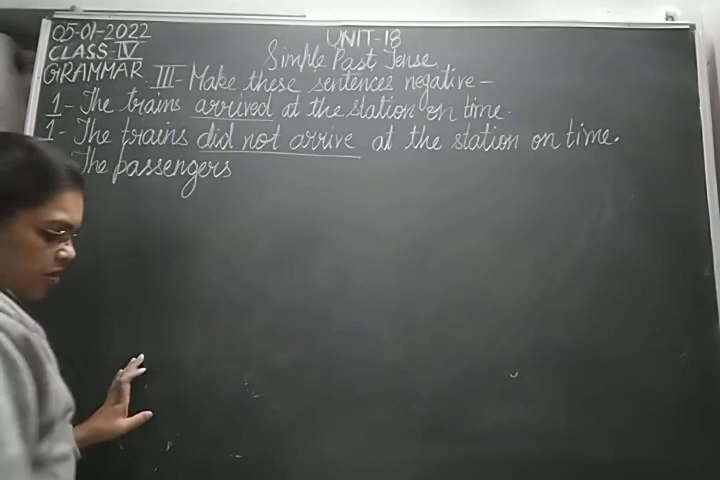 05-01-2022
UNIT-18
CLASS-IV
Simple Past Tense
GRAMMAR III-Make these sentences negative-
1- The trains arrived at the station on time.
1- The trains did not arrive at the station on time.
The passengers